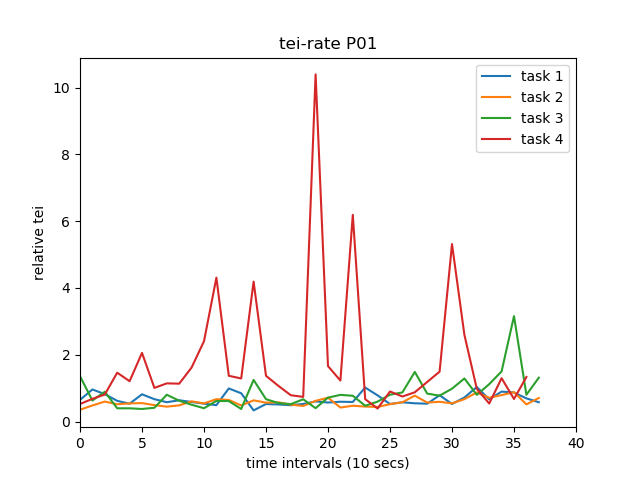 tei-rate P01
relative tei
10
8
6
4
2
0
task 1
task 2
task 3
task 4
0 5 10 15 20 25 30 35 40
time intervals (10 secs)